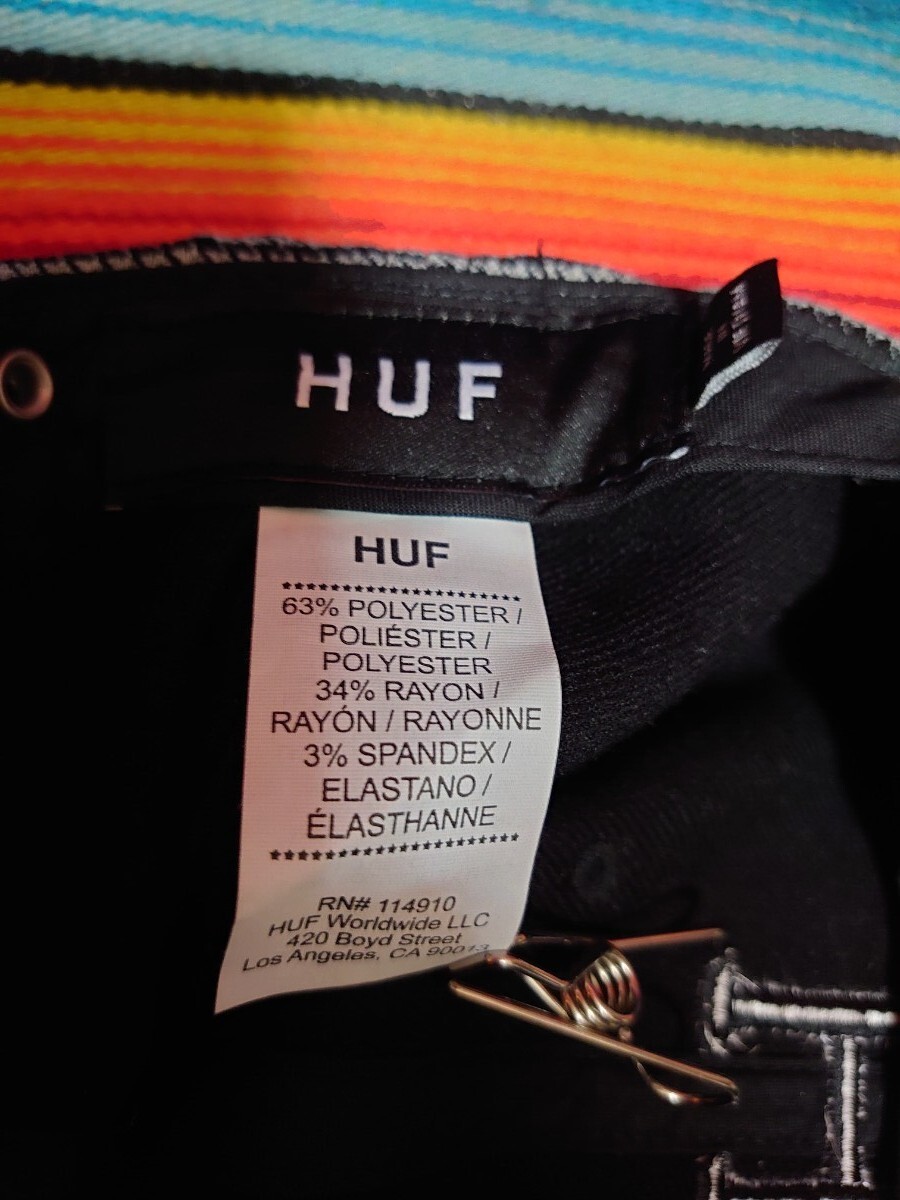 HUF
HUF
63% POLYESTER /
POLIÉSTER /
POLYESTER
34% RAYON /
RAYÓN / RAYONNE
3% SPANDEX /
ELASTANO /
ÉLASTHANNE
RN# 114910
HUF Worldwide LLC
420 Boyd Street
Los Angeles, CA 90013